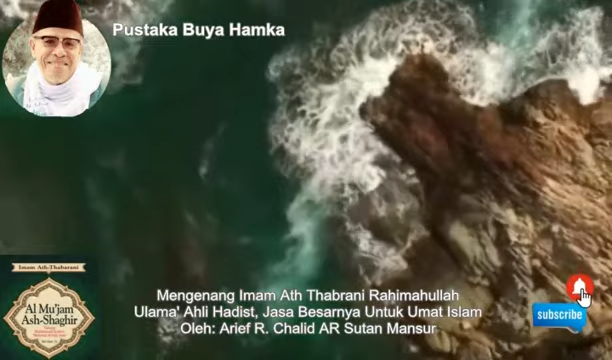 Pustaka Buya Hamka
Imam Ath-Thabarani
Al Mu'jam
Ash-Shaghir
Mengenang Imam Ath Thabrani Rahimahullah
Ulama' Ahli Hadist, Jasa Besarnya Untuk Umat Islam
Oleh: Arief R. Chalid AR Sutan Mansur
subscribe